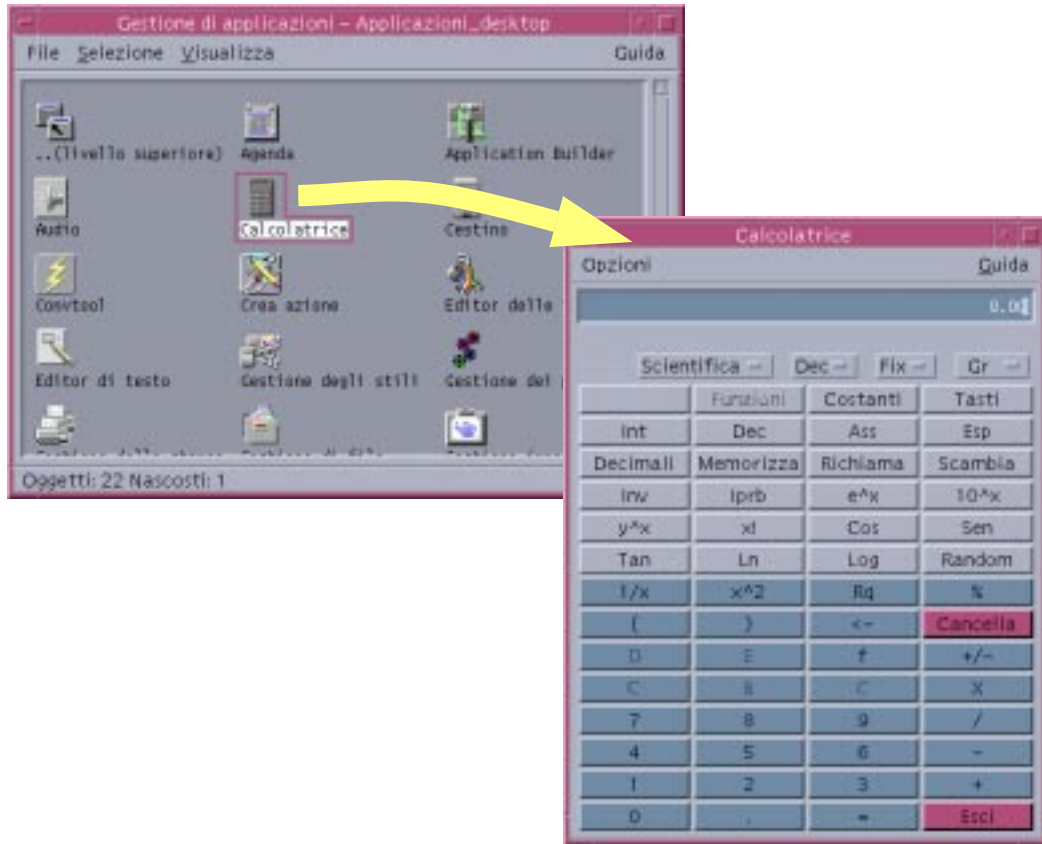 Gestione di applicazioni – Applicazioni_desktop
File Selezione Visualizza Guida
..(livello superiore) Agenda Application Builder
Audio Calcolatrice Cestino
Convtool Crea azione Editor delle
Editor di testo Gestione degli stili Gestione dei
Oggetti: 22 Nascosti: 1
Calcolatrice
Opzioni Guida
0.00
Scientifica Dec Fix Gr
Funzioni Costanti Tasti
Int Dec Ass Esp
Decimali Memorizza Richiama Scambia
Inv Iprb e^x 10^x
y^x x! Cos Sen
Tan Ln Log Random
1/x x^2 Rq %
( ) <- Cancella
D E f +/-
C X
7 8 9 /
4 5 6 -
1 2 3 +
0 . = Esci